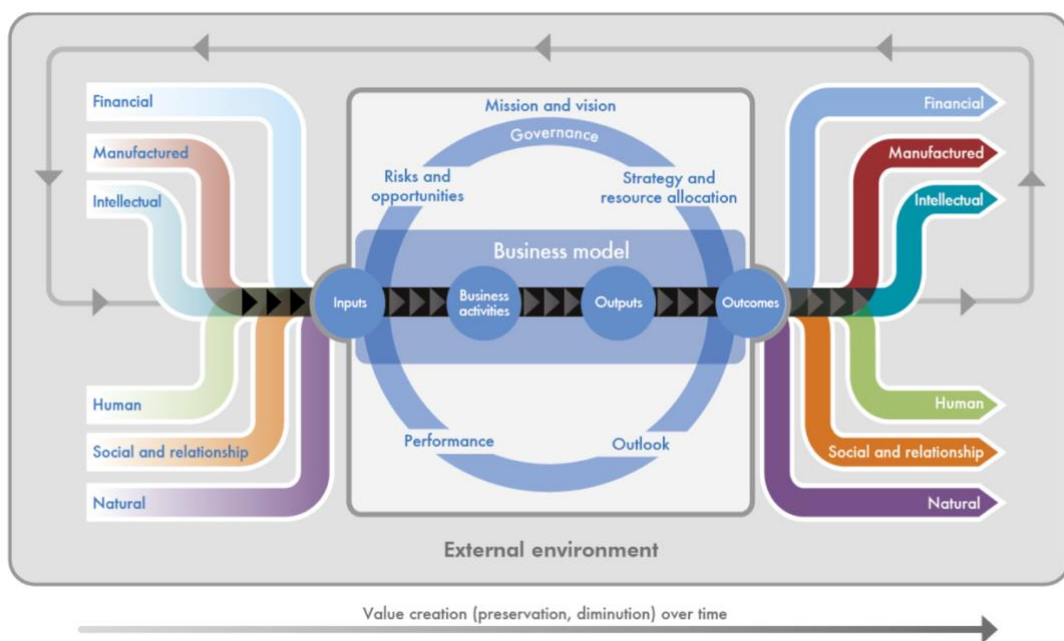 Financial
Manufactured
Intellectual
Human
Social and relationship
Natural
Mission and vision
Governance
Risks and
opportunities
Strategy and
resource allocation
Business model
Inputs
Business
activities
Outputs
Outcomes
Performance
Outlook
Financial
Manufactured
Intellectual
Human
Social and relationship
Natural
External environment
Value creation (preservation, diminution) over time